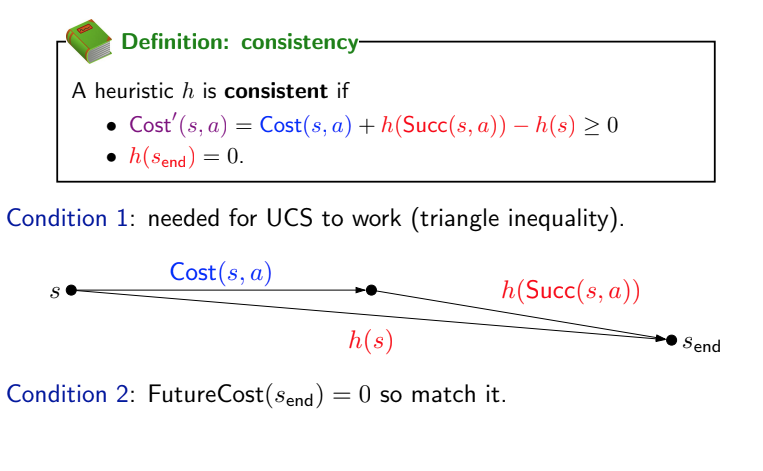 Definition: consistency
A heuristic h is consistent if
• Cost′(s, a) = Cost(s, a) + h(Succ(s, a)) − h(s) ≥ 0
• h(s_end) = 0.
Condition 1: needed for UCS to work (triangle inequality).
Cost(s, a)
h(Succ(s, a))
s
h(s)
s_end
Condition 2: FutureCost(s_end) = 0 so match it.